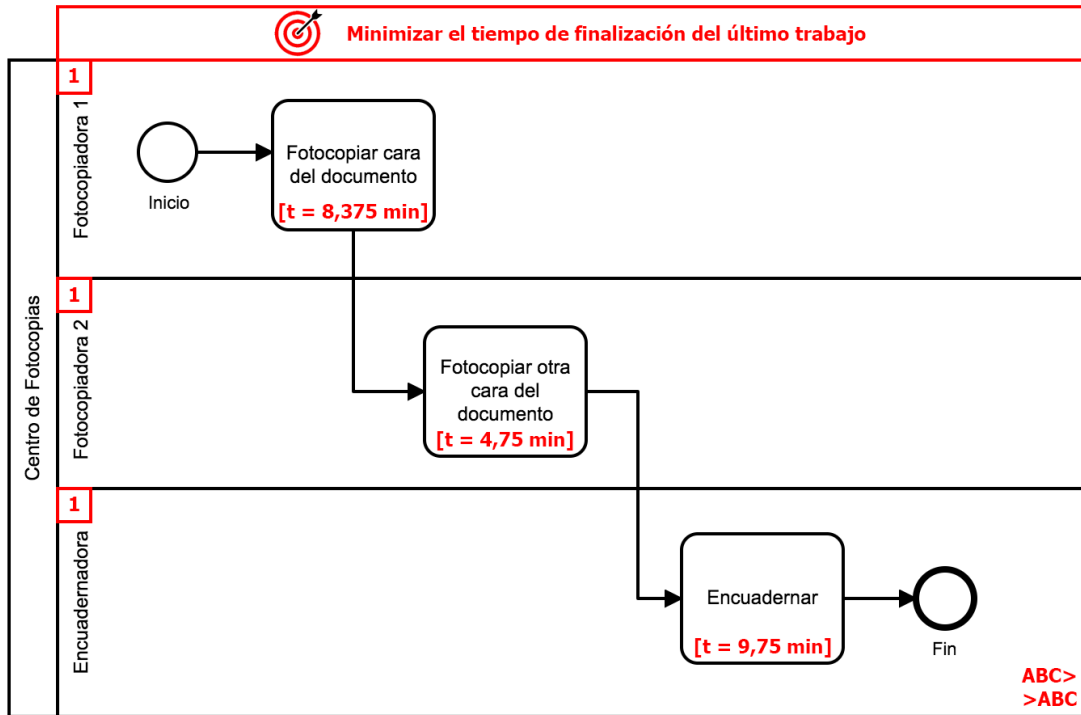 Minimizar el tiempo de finalización del último trabajo
Centro de Fotocopias
1
Fotocopiadora 1
Inicio
Fotocopiar cara
del documento
[t = 8,375 min]
1
Fotocopiadora 2
Fotocopiar otra
cara del
documento
[t = 4,75 min]
1
Encuadernadora
Encuadernar
[t = 9,75 min]
Fin
ABC>
>ABC